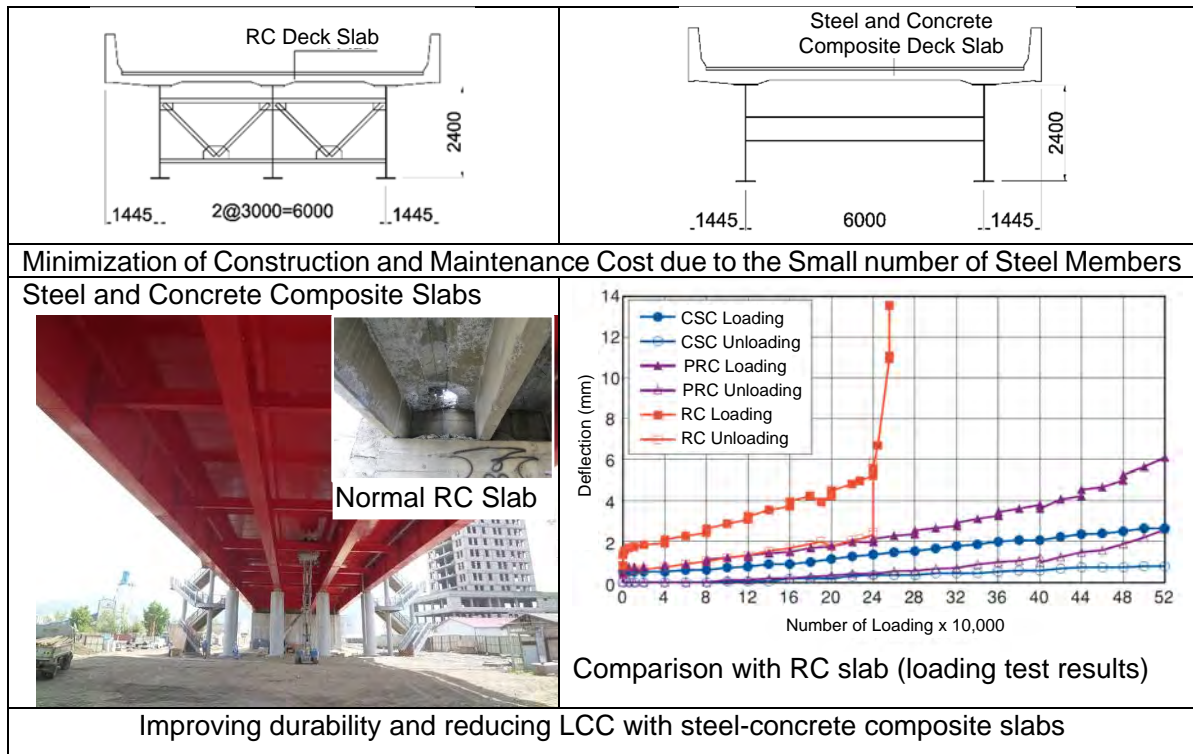 RC Deck Slab
2400
1445
2@3000=6000
1445
Steel and Concrete
Composite Deck Slab
2400
1445
6000
1445
Minimization of Construction and Maintenance Cost due to the Small number of Steel Members
Steel and Concrete Composite Slabs
Normal RC Slab
14
12
10
8
6
4
2
0
Deflection (mm)
CSC Loading
CSC Unloading
PRC Loading
PRC Unloading
RC Loading
RC Unloading
0 4 8 12 16 20 24 28 32 36 40 44 48 52
Number of Loading x 10,000
Comparison with RC slab (loading test results)
Improving durability and reducing LCC with steel-concrete composite slabs